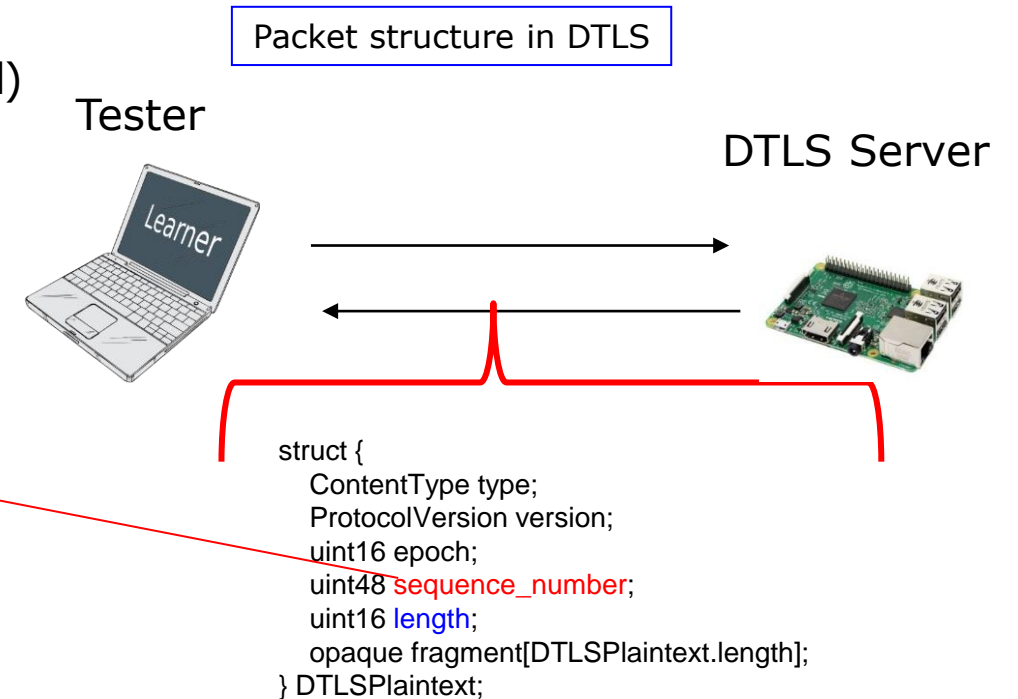 Packet structure in DTLS
)
Tester
DTLS Server
Learner
struct {
ContentType type;
ProtocolVersion version;
uint16 epoch;
uint48 sequence_number;
uint16 length;
opaque fragment[DTLSPlaintext.length];
} DTLSPlaintext;